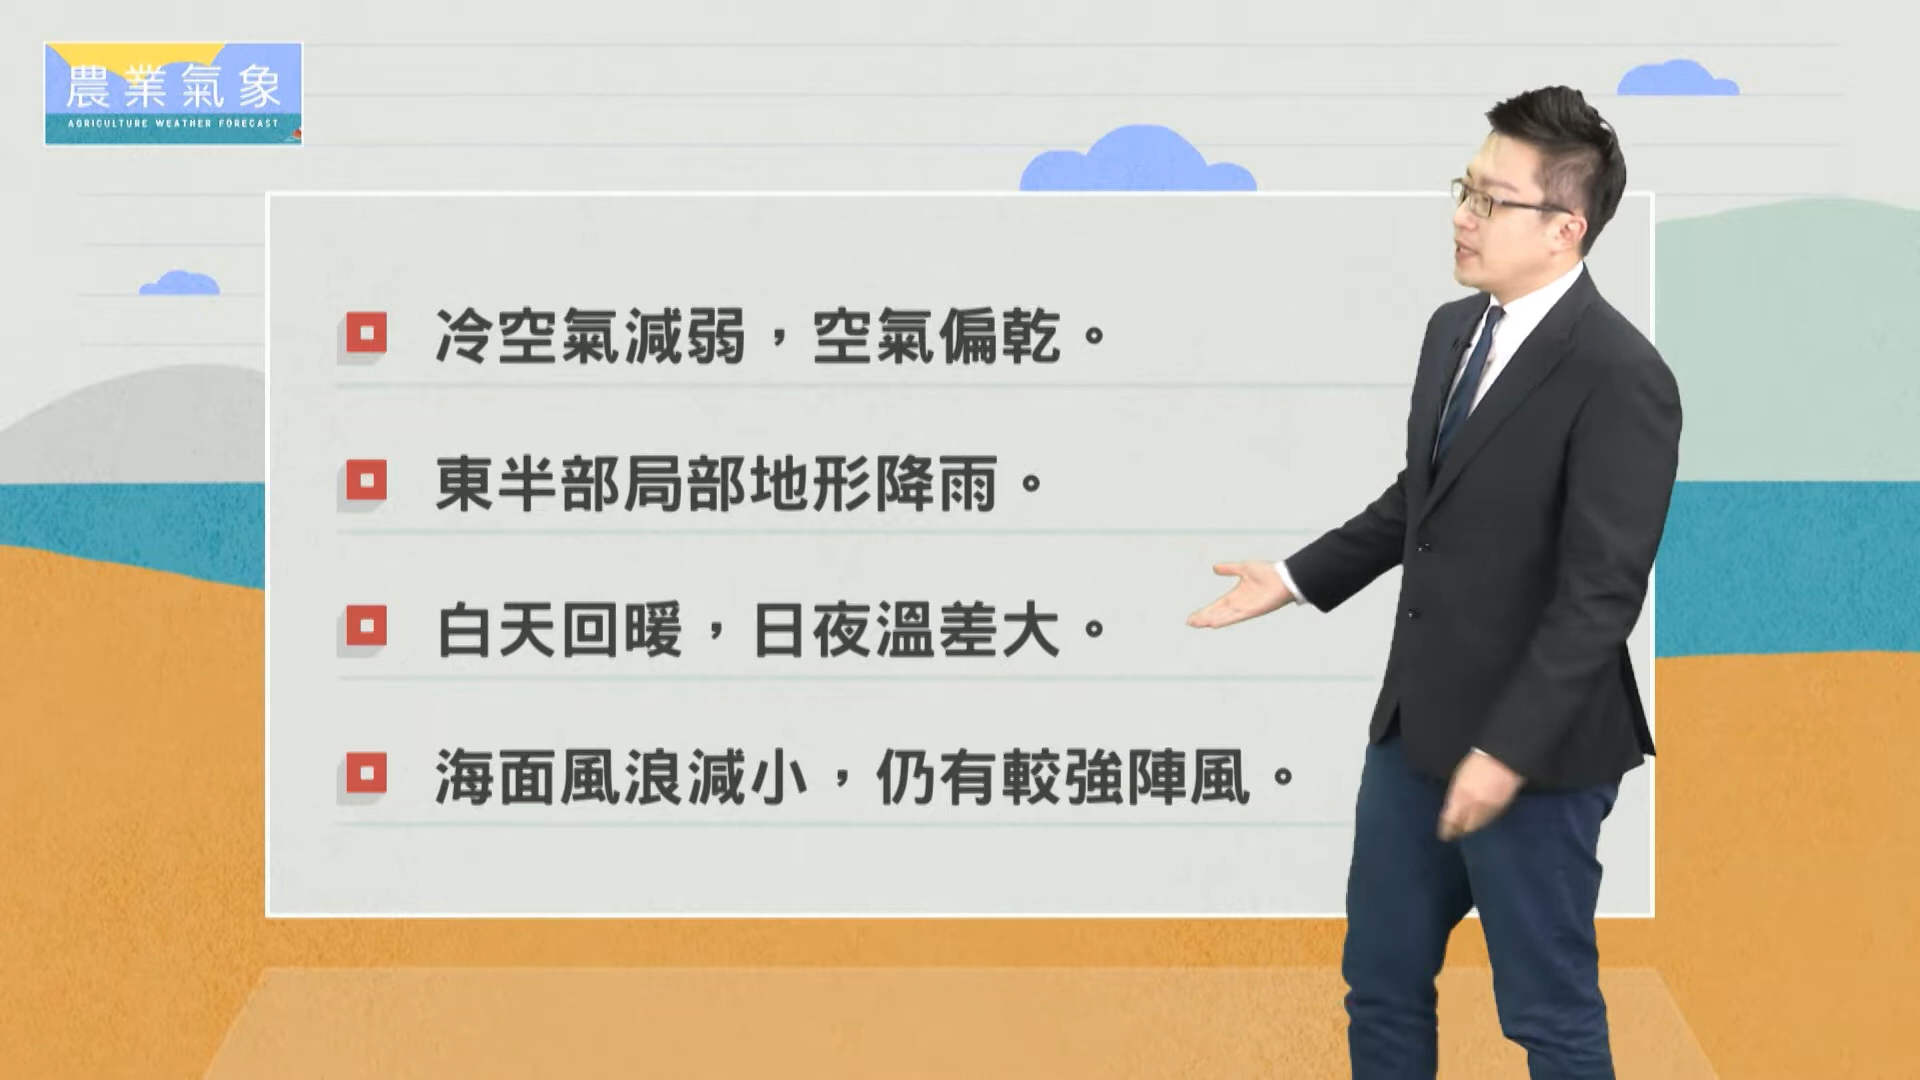 農業氣象
AGRICULTURE WEATHER FORECAST
冷空氣減弱，空氣偏乾。
東半部局部地形降雨。
白天回暖，日夜溫差大。
海面風浪減小，仍有較強陣風。